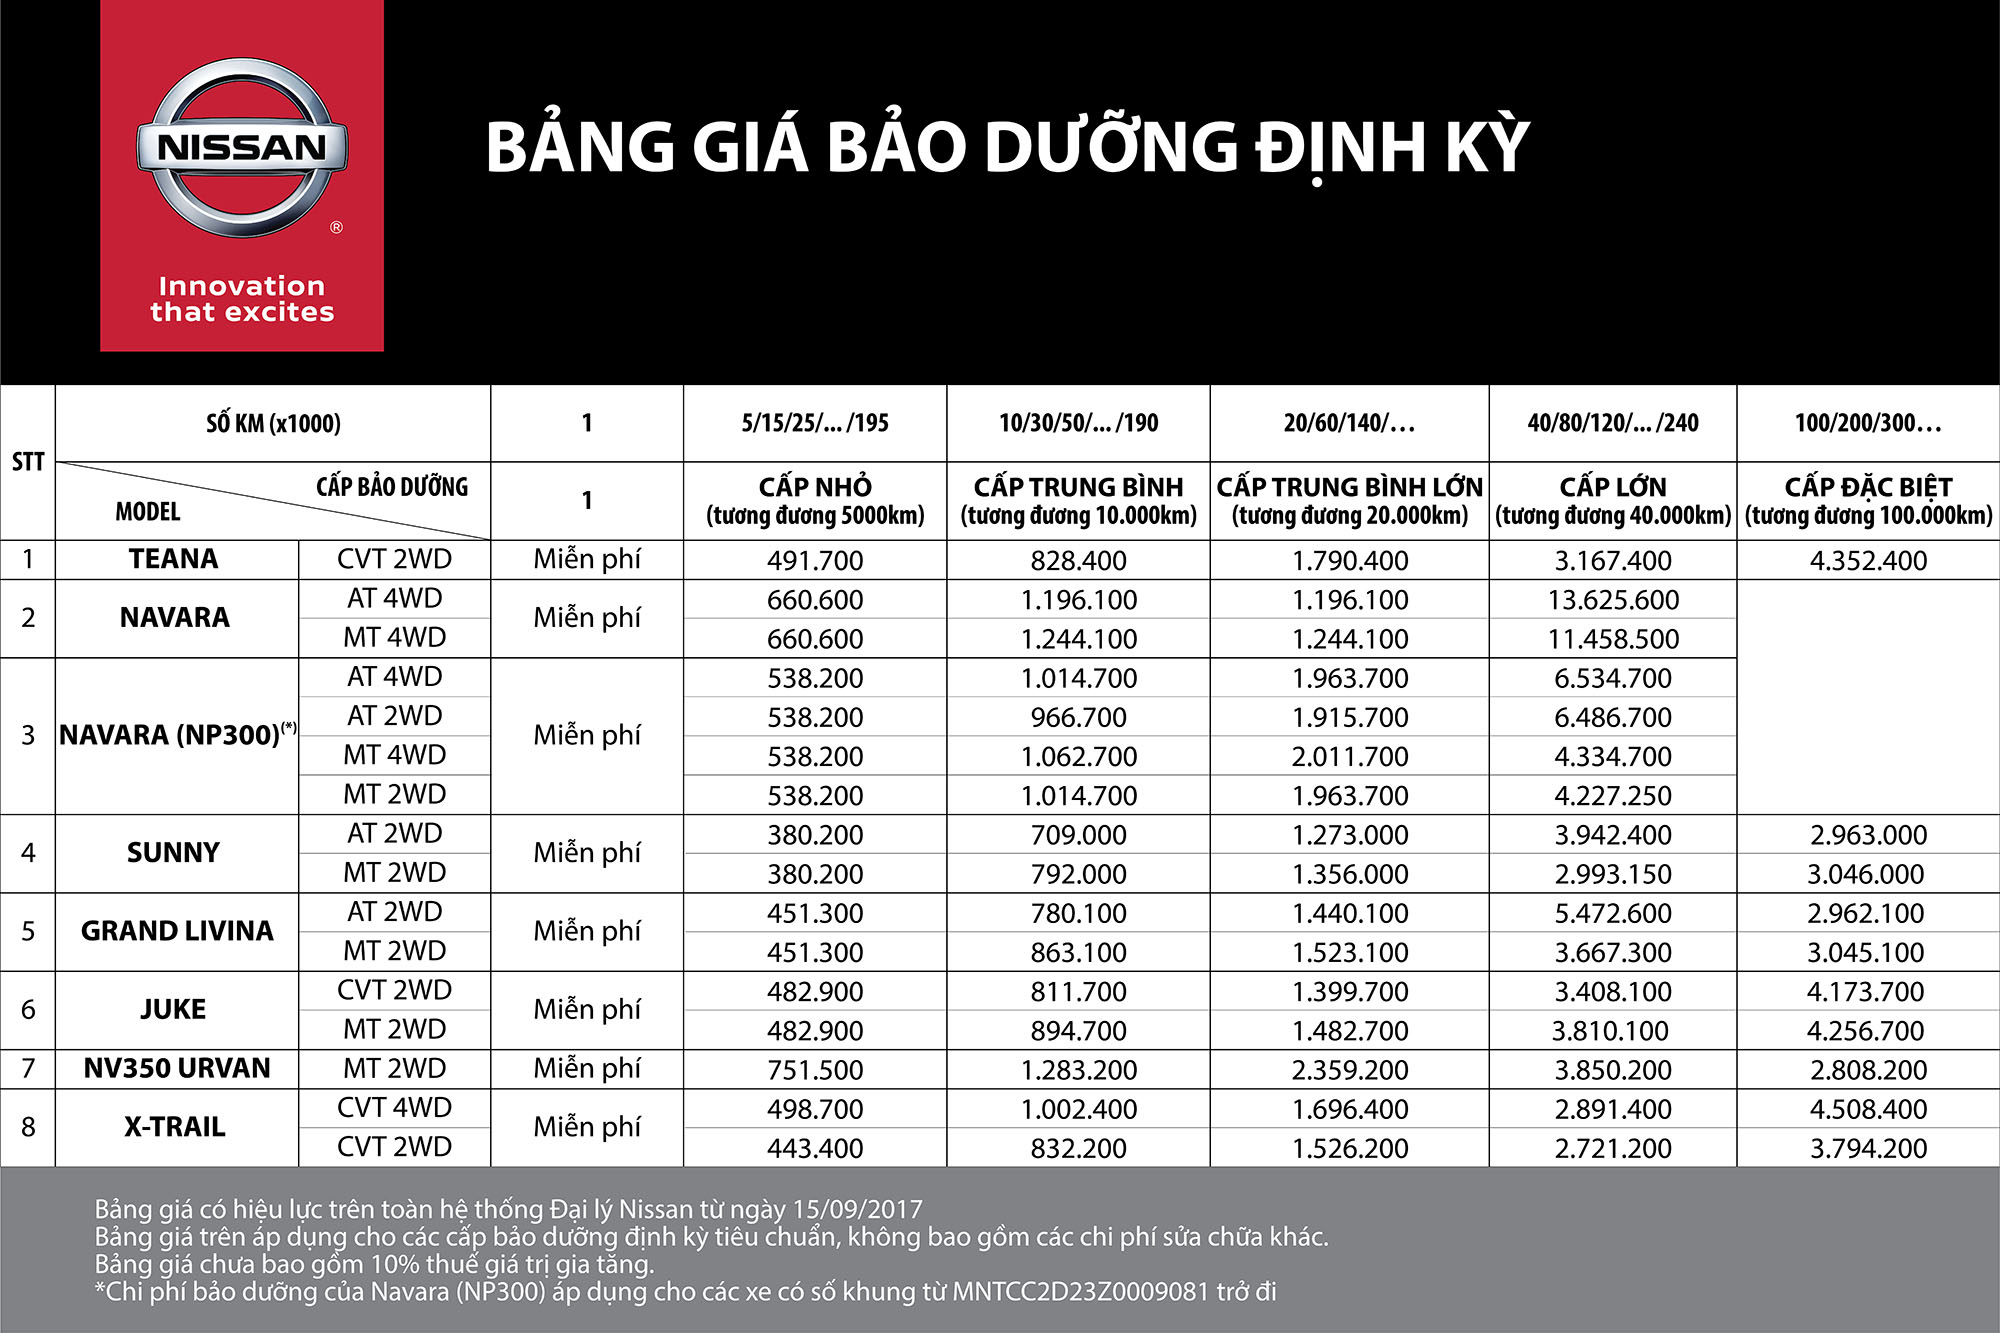 NISSAN
®
Innovation
that excites
BẢNG GIÁ BẢO DƯỠNG ĐỊNH KỲ
STT
SỐ KM (x1000) 1 5/15/25/... /195 10/30/50/... /190 20/60/140/... 40/80/120/... /240 100/200/300...
CẤP BẢO DƯỠNG
MODEL
1
CẤP NHỎ
(tương đương 5000km)
CẤP TRUNG BÌNH
(tương đương 10.000km)
CẤP TRUNG BÌNH LỚN
(tương đương 20.000km)
CẤP LỚN
(tương đương 40.000km)
CẤP ĐẶC BIỆT
(tương đương 100.000km)
1 TEANA CVT 2WD Miễn phí 491.700 828.400 1.790.400 3.167.400 4.352.400
2 NAVARA AT 4WD Miễn phí 660.600 1.196.100 1.196.100 13.625.600
MT 4WD 660.600 1.244.100 1.244.100 11.458.500
3 NAVARA (NP300)(*) AT 4WD Miễn phí 538.200 1.014.700 1.963.700 6.534.700
AT 2WD 538.200 966.700 1.915.700 6.486.700
MT 4WD 538.200 1.062.700 2.011.700 4.334.700
MT 2WD 538.200 1.014.700 1.963.700 4.227.250
4 SUNNY AT 2WD Miễn phí 380.200 709.000 1.273.000 3.942.400 2.963.000
MT 2WD 380.200 792.000 1.356.000 2.993.150 3.046.000
5 GRAND LIVINA AT 2WD Miễn phí 451.300 780.100 1.440.100 5.472.600 2.962.100
MT 2WD 451.300 863.100 1.523.100 3.667.300 3.045.100
6 JUKE CVT 2WD Miễn phí 482.900 811.700 1.399.700 3.408.100 4.173.700
MT 2WD 482.900 894.700 1.482.700 3.810.100 4.256.700
7 NV350 URVAN MT 2WD Miễn phí 751.500 1.283.200 2.359.200 3.850.200 2.808.200
8 X-TRAIL CVT 4WD Miễn phí 498.700 1.002.400 1.696.400 2.891.400 4.508.400
CVT 2WD 443.400 832.200 1.526.200 2.721.200 3.794.200
Bảng giá có hiệu lực trên toàn hệ thống Đại lý Nissan từ ngày 15/09/2017
Bảng giá trên áp dụng cho các cấp bảo dưỡng định kỳ tiêu chuẩn, không bao gồm các chi phí sửa chữa khác.
Bảng giá chưa bao gồm 10% thuế giá trị gia tăng.
*Chi phí bảo dưỡng của Navara (NP300) áp dụng cho các xe có số khung từ MNTCC2D23Z0009081 trở đi